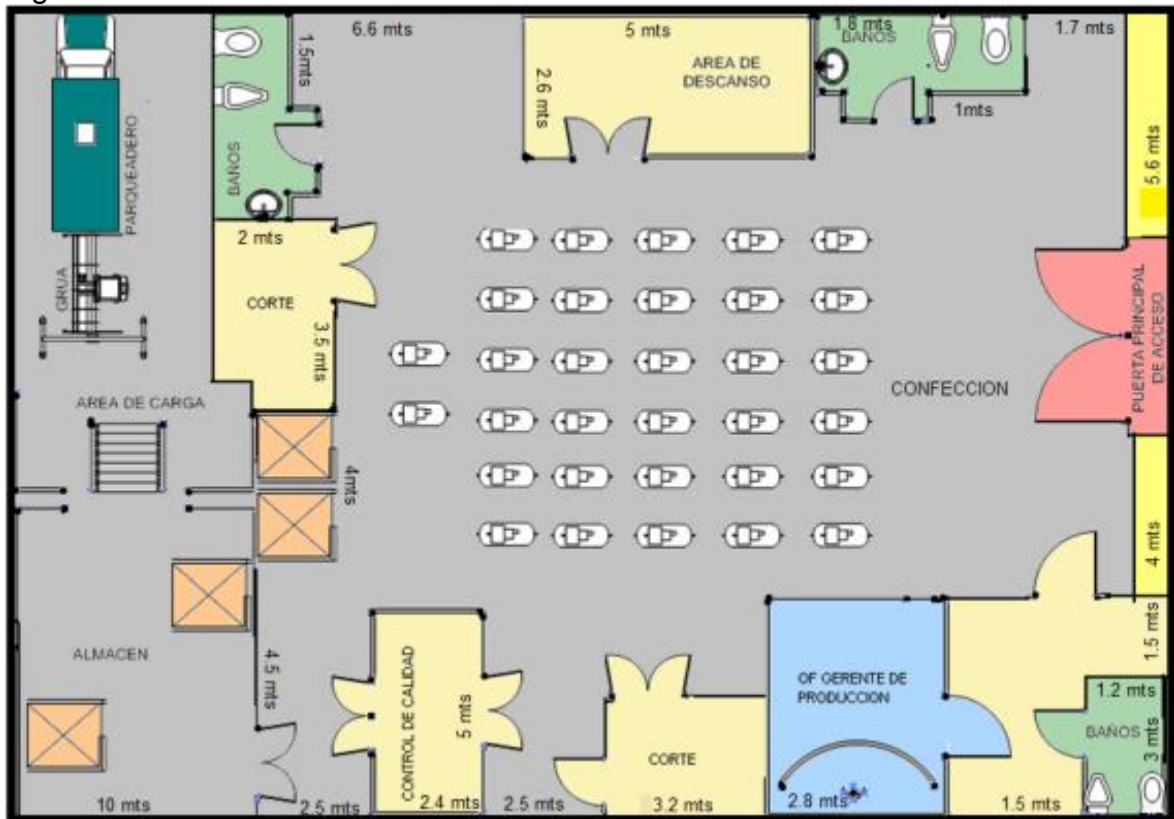 6.6 mts
5 mts
1.8 mts
1.7 mts
BAÑOS
1.5mts
AREA DE
DESCANSO
2.6 mts
1mts
PARQUEADERO
BAÑOS
5.6 mts
2 mts
GRUA
CORTE
3.5 mts
PUERTA PRINCIPAL
DE ACCESO
CONFECCION
AREA DE CARGA
4mts
4 mts
ALMACEN
4.5 mts
CONTROL DE CALIDAD
5 mts
OF GERENTE DE
PRODUCCION
1.5 mts
1.2 mts
BAÑOS
3 mts
CORTE
10 mts
2.5 mts
2.4 mts
2.5 mts
3.2 mts
2.8 mts
1.5 mts